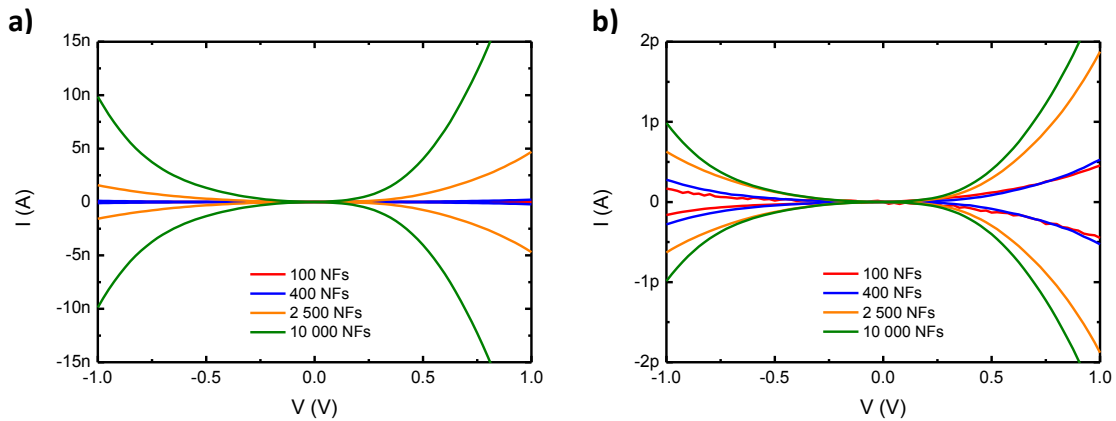 a)
15n
10n
5n
0
-5n
-10n
-15n
I (A)
-1.0 -0.5 0.0 0.5 1.0
V (V)
100 NFs
400 NFs
2 500 NFs
10 000 NFs
b)
2p
1p
0
-1p
-2p
I (A)
-1.0 -0.5 0.0 0.5 1.0
V (V)
100 NFs
400 NFs
2 500 NFs
10 000 NFs